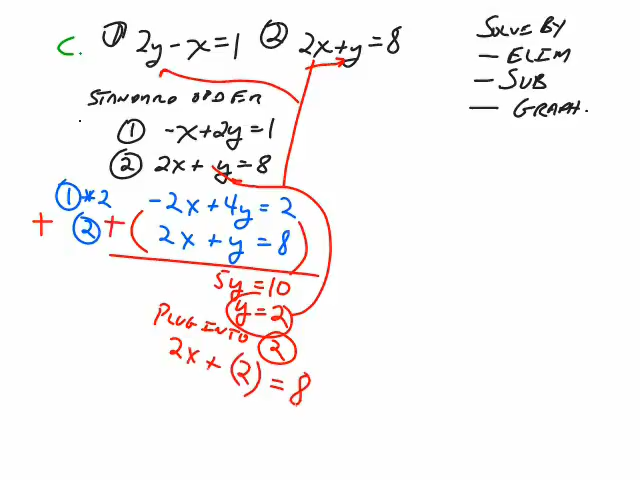 c. ① 2y-x=1 ② 2x+y=8
SOLVE BY
- ELIM
- SUB
- GRAPH.
STANDARD ORDER
① -x+2y=1
② 2x+y=8
①*2 -2x+4y=2
+ ② + (2x+y=8)
5y=10
y=2
PLUG INTO ②
2x+(2)=8